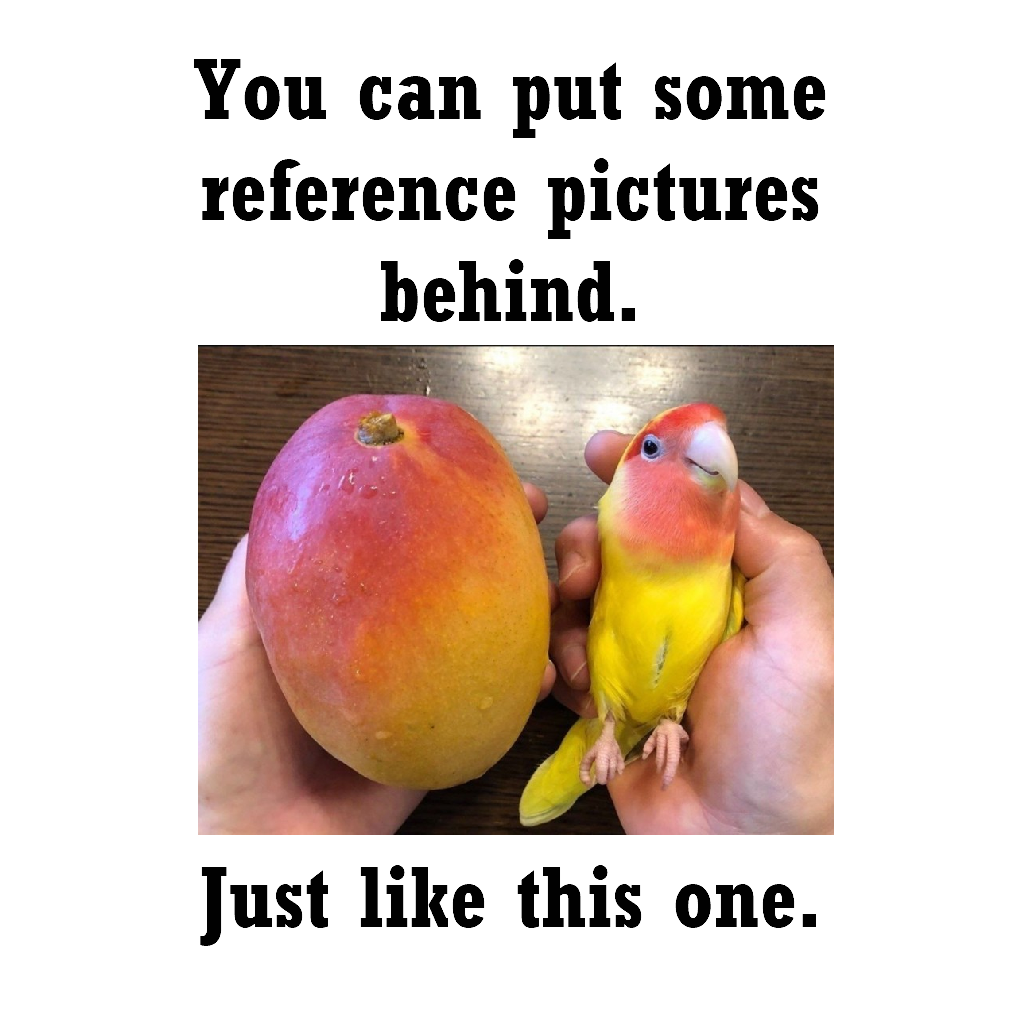 You can put some
reference pictures
behind.
Just like this one.